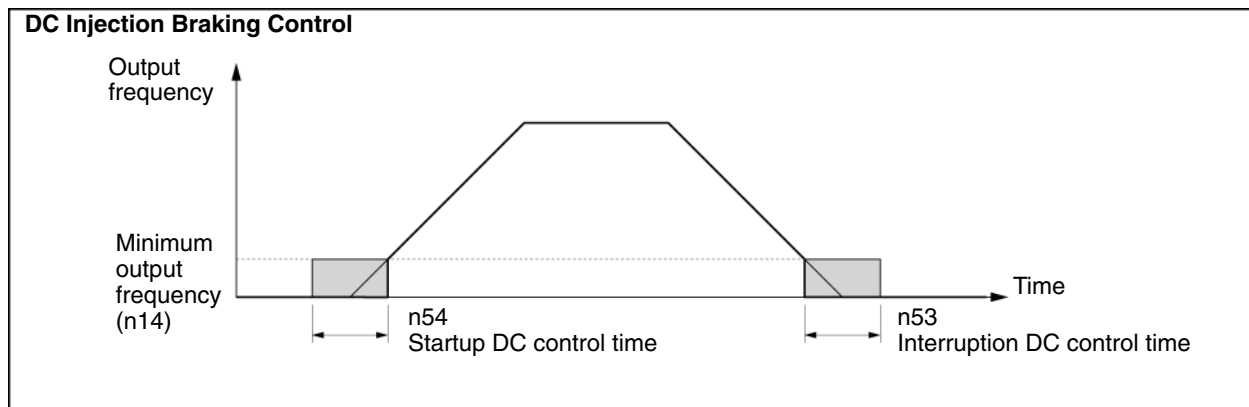 DC Injection Braking Control
Output
frequency
Minimum
output
frequency
(n14)
Time
n54
Startup DC control time
n53
Interruption DC control time